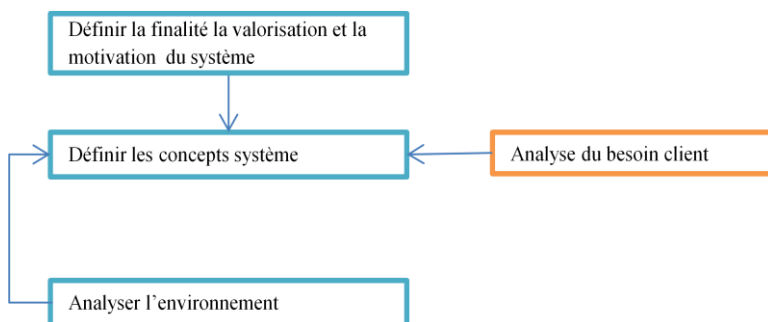 Définir la finalité la valorisation et la
motivation du système
Définir les concepts système
Analyse du besoin client
Analyser l’environnement